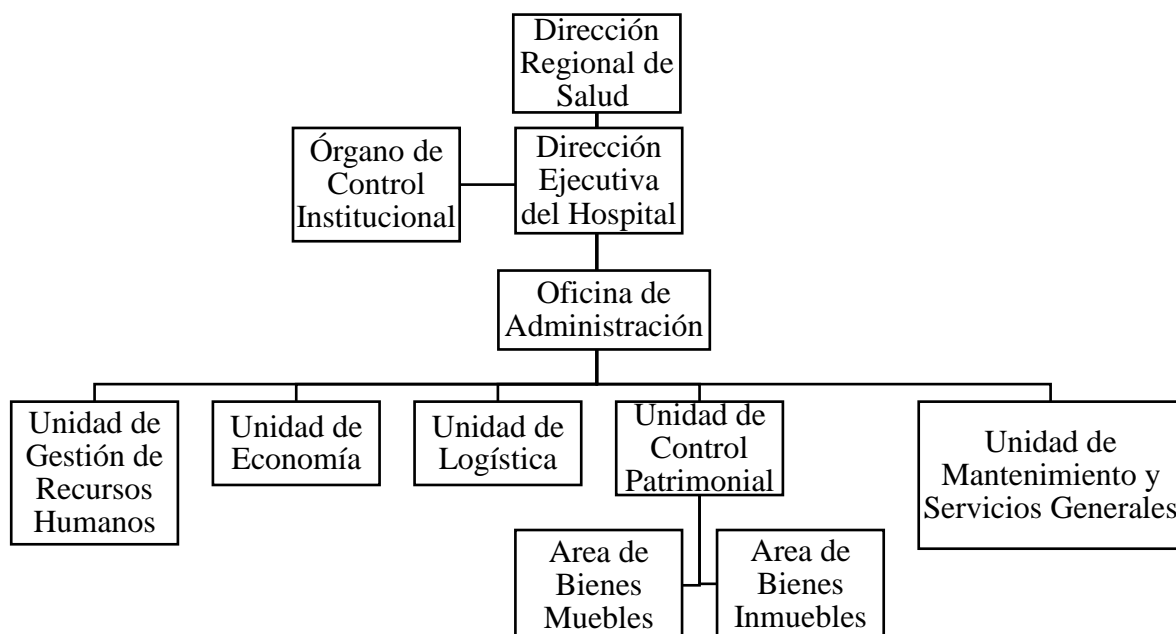 Dirección
Regional de
Salud
Órgano de
Control
Institucional
Dirección
Ejecutiva
del Hospital
Oficina de
Administración
Unidad de
Gestión de
Recursos
Humanos
Unidad de
Economía
Unidad de
Logística
Unidad de
Control
Patrimonial
Unidad de
Mantenimiento y
Servicios Generales
Area de
Bienes
Muebles
Area de
Bienes
Inmuebles